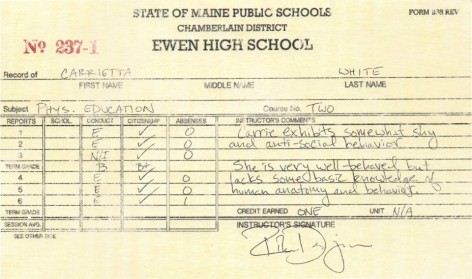 STATE OF MAINE PUBLIC SCHOOLS
FORM 838 REV
CHAMBERLAIN DISTRICT
Nº 237-1
EWEN HIGH SCHOOL
Record of CARRIETTA WHITE
FIRST NAME MIDDLE NAME LAST NAME
Subject PHYS. EDUCATION Course No. TWO
REPORTS SCHOL. CONDUCT CITIZENSHIP ABSENCES INSTRUCTOR'S COMMENTS
1 E ✓ 0 Carrie exhibits somewhat shy
2 E ✓ 0 and anti-social behavior
3 N/I ✓ 0
TERM GRADE B B+ She is very well-behaved but
4 E ✓ 0 lacks some basic knowledge of
5 E ✓ 0 human anatomy and behavior.
6 E ✓ 1
TERM GRADE CREDIT EARNED ONE UNIT N/A
SESSION AVG. INSTRUCTOR'S SIGNATURE
SEE OTHER SIDE